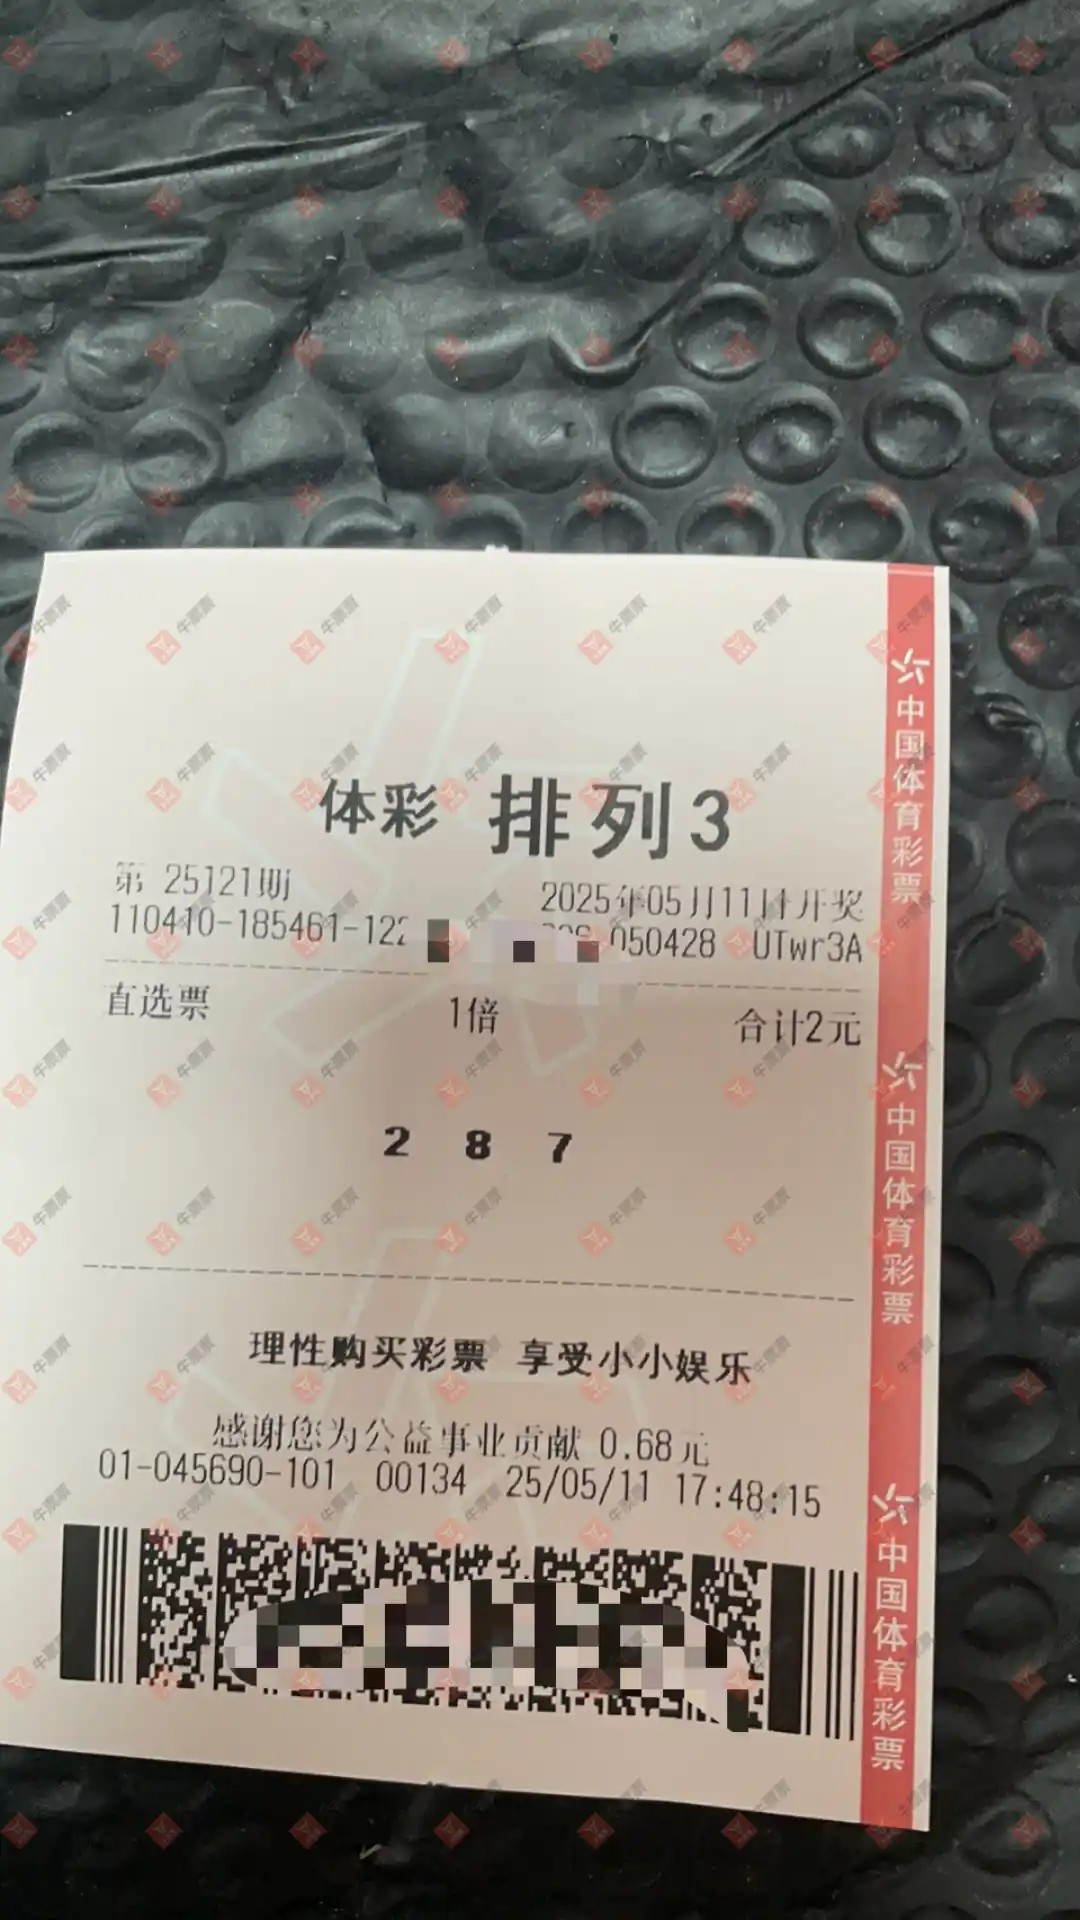 体彩 排列3
第 25121期
2025年05月11日开奖
110410-185461-122
050428 UTwr3A
直选票 1倍 合计2元
2 8 7
理性购买彩票 享受小小娱乐
感谢您为公益事业贡献 0.68元
01-045690-101 00134 25/05/11 17:48:15
中国体育彩票
中国体育彩票
中国体育彩票
牛票票